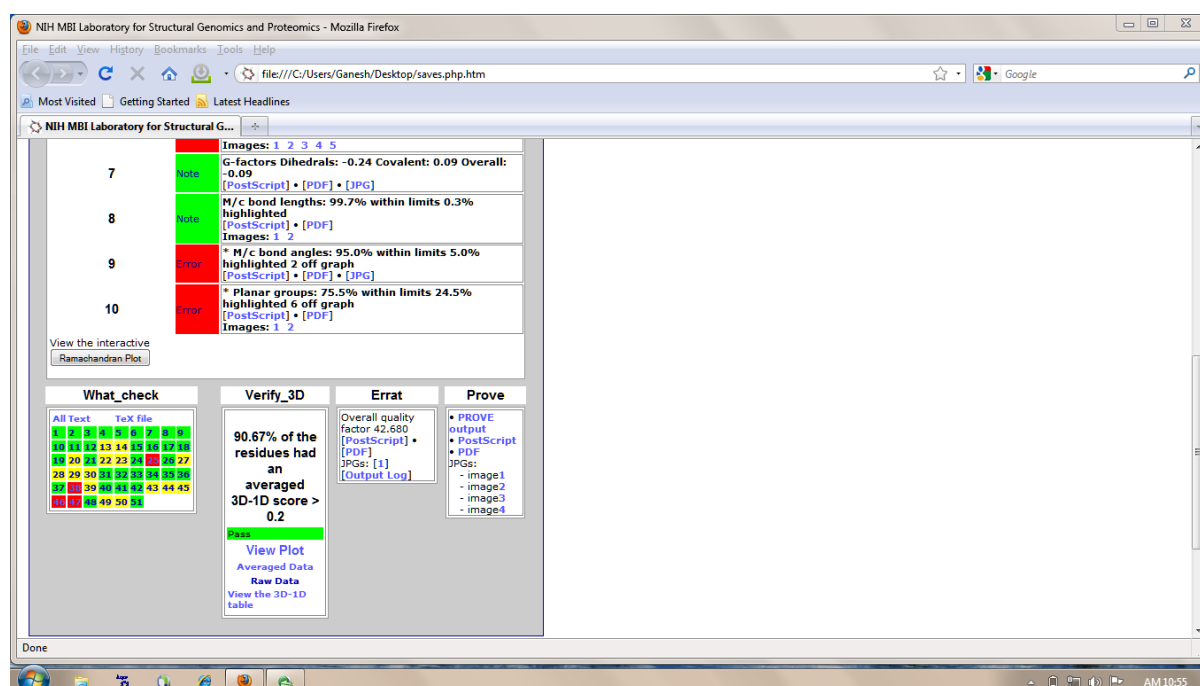 NIH MBI Laboratory for Structural Genomics and Proteomics - Mozilla Firefox
File Edit View History Bookmarks Tools Help
file:///C:/Users/Ganesh/Desktop/saves.php.htm
Google
Most Visited Getting Started Latest Headlines
NIH MBI Laboratory for Structural G...
Images: 1 2 3 4 5
7 Note G-factors Dihedrals: -0.24 Covalent: 0.09 Overall:
-0.09
[PostScript] • [PDF] • [JPG]
8 Note M/c bond lengths: 99.7% within limits 0.3%
highlighted
[PostScript] • [PDF]
Images: 1 2
9 Error * M/c bond angles: 95.0% within limits 5.0%
highlighted 2 off graph
[PostScript] • [PDF] • [JPG]
10 Error * Planar groups: 75.5% within limits 24.5%
highlighted 6 off graph
[PostScript] • [PDF]
Images: 1 2
View the interactive
Ramachandran Plot
What_check
All Text TeX file
1 2 3 4 5 6 7 8 9
10 11 12 13 14 15 16 17 18
19 20 21 22 23 24 25 26 27
28 29 30 31 32 33 34 35 36
37 38 39 40 41 42 43 44 45
46 47 48 49 50 51
Verify_3D
90.67% of the
residues had
an
averaged
3D-1D score >
0.2
Pass
View Plot
Averaged Data
Raw Data
View the 3D-1D
table
Errat
Overall quality
factor 42.680
[PostScript] •
[PDF]
JPGs: [1]
[Output Log]
Prove
• PROVE
output
• PostScript
• PDF
JPGs:
- image1
- image2
- image3
- image4
Done
AM 10:55